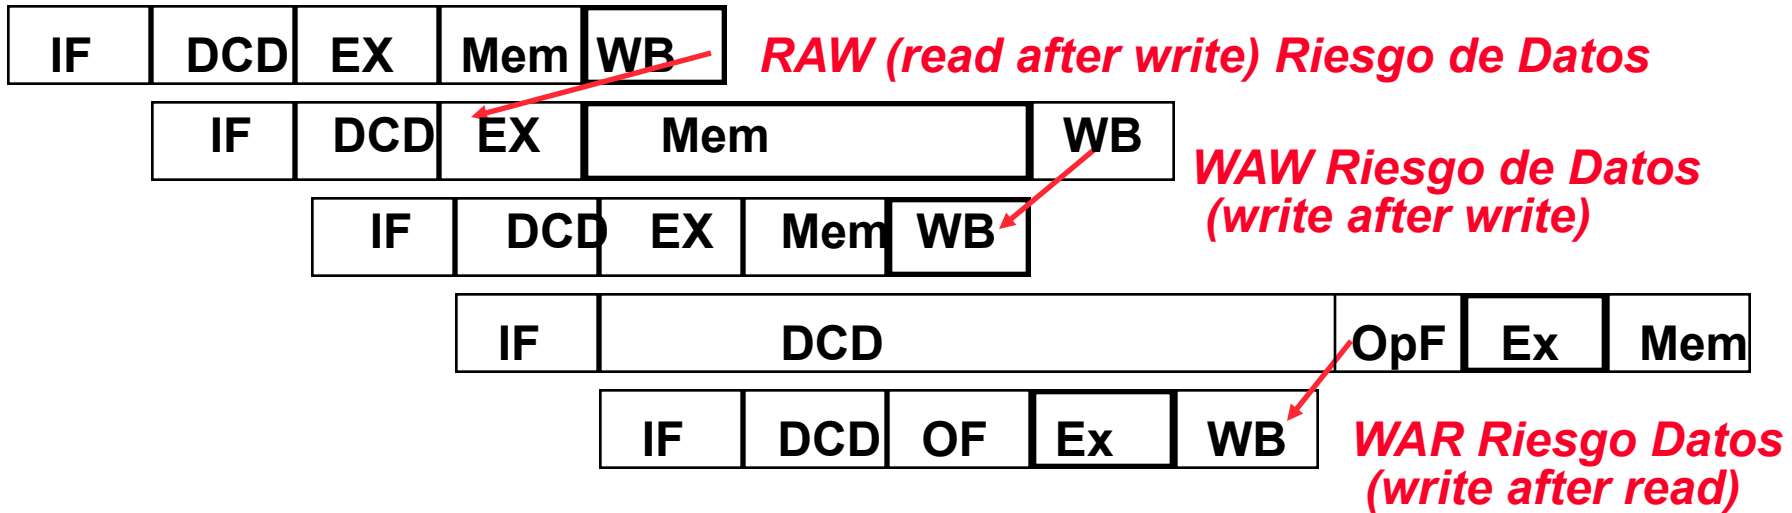 IF DCD EX Mem WB RAW (read after write) Riesgo de Datos
IF DCD EX Mem WB
WAW Riesgo de Datos
(write after write)
IF DCD EX Mem WB
IF DCD OpF Ex Mem
IF DCD OF Ex WB
WAR Riesgo Datos
(write after read)